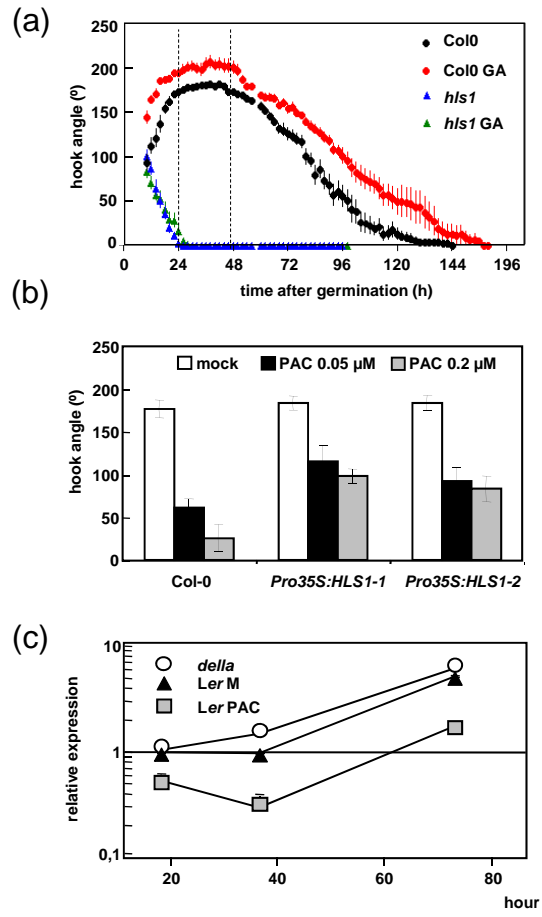 (a)
250
200
150
100
50
0
hook angle (º)
Col0
Col0 GA
hls1
hls1 GA
0 24 48 72 96 120 144 196
time after germination (h)
(b)
250
200
150
100
50
0
hook angle (º)
mock PAC 0.05 µM PAC 0.2 µM
Col-0 Pro35S:HLS1-1 Pro35S:HLS1-2
(c)
10
1
0,1
relative expression
della
Ler M
Ler PAC
20 40 60 80
hour